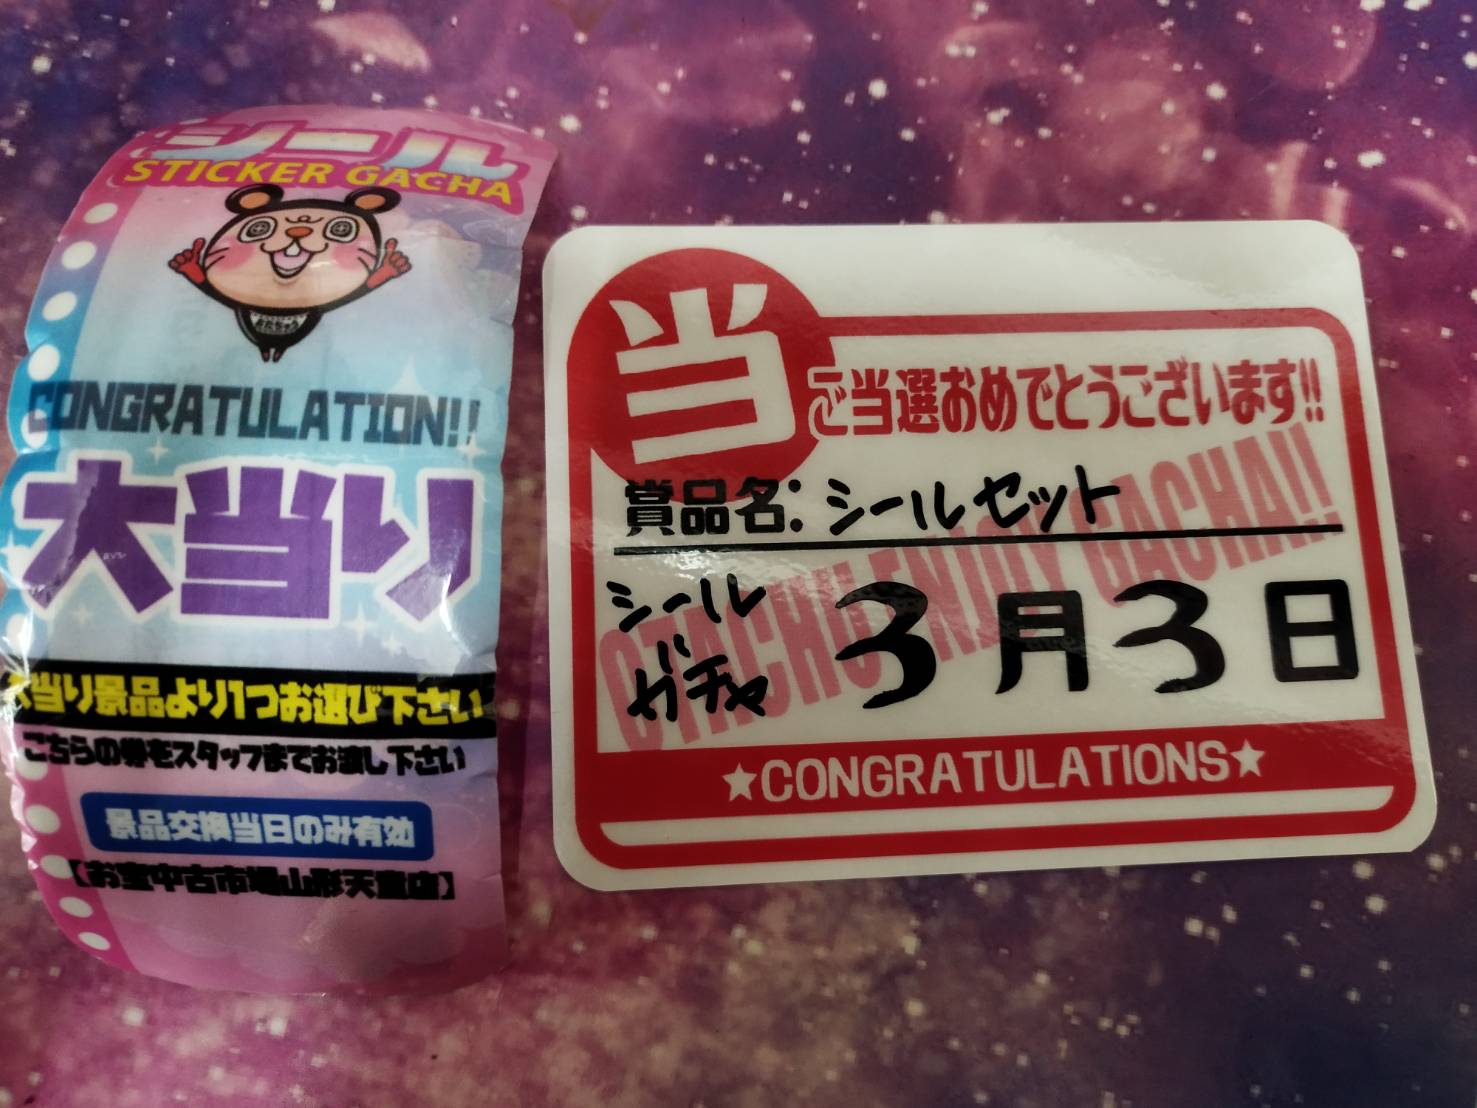 シール
STICKER GACHA
CONGRATULATION!!
大当り
当り景品より1つお選び下さい
こちらの券をスタッフまでお渡し下さい
景品交換当日のみ有効
【お宝中古市場山形天童店】
当
ご当選おめでとうございます!!
賞品名:シールセット
OTACHU ENJOY GACHA!!
シール
ガチャ
3月3日
★CONGRATULATIONS★